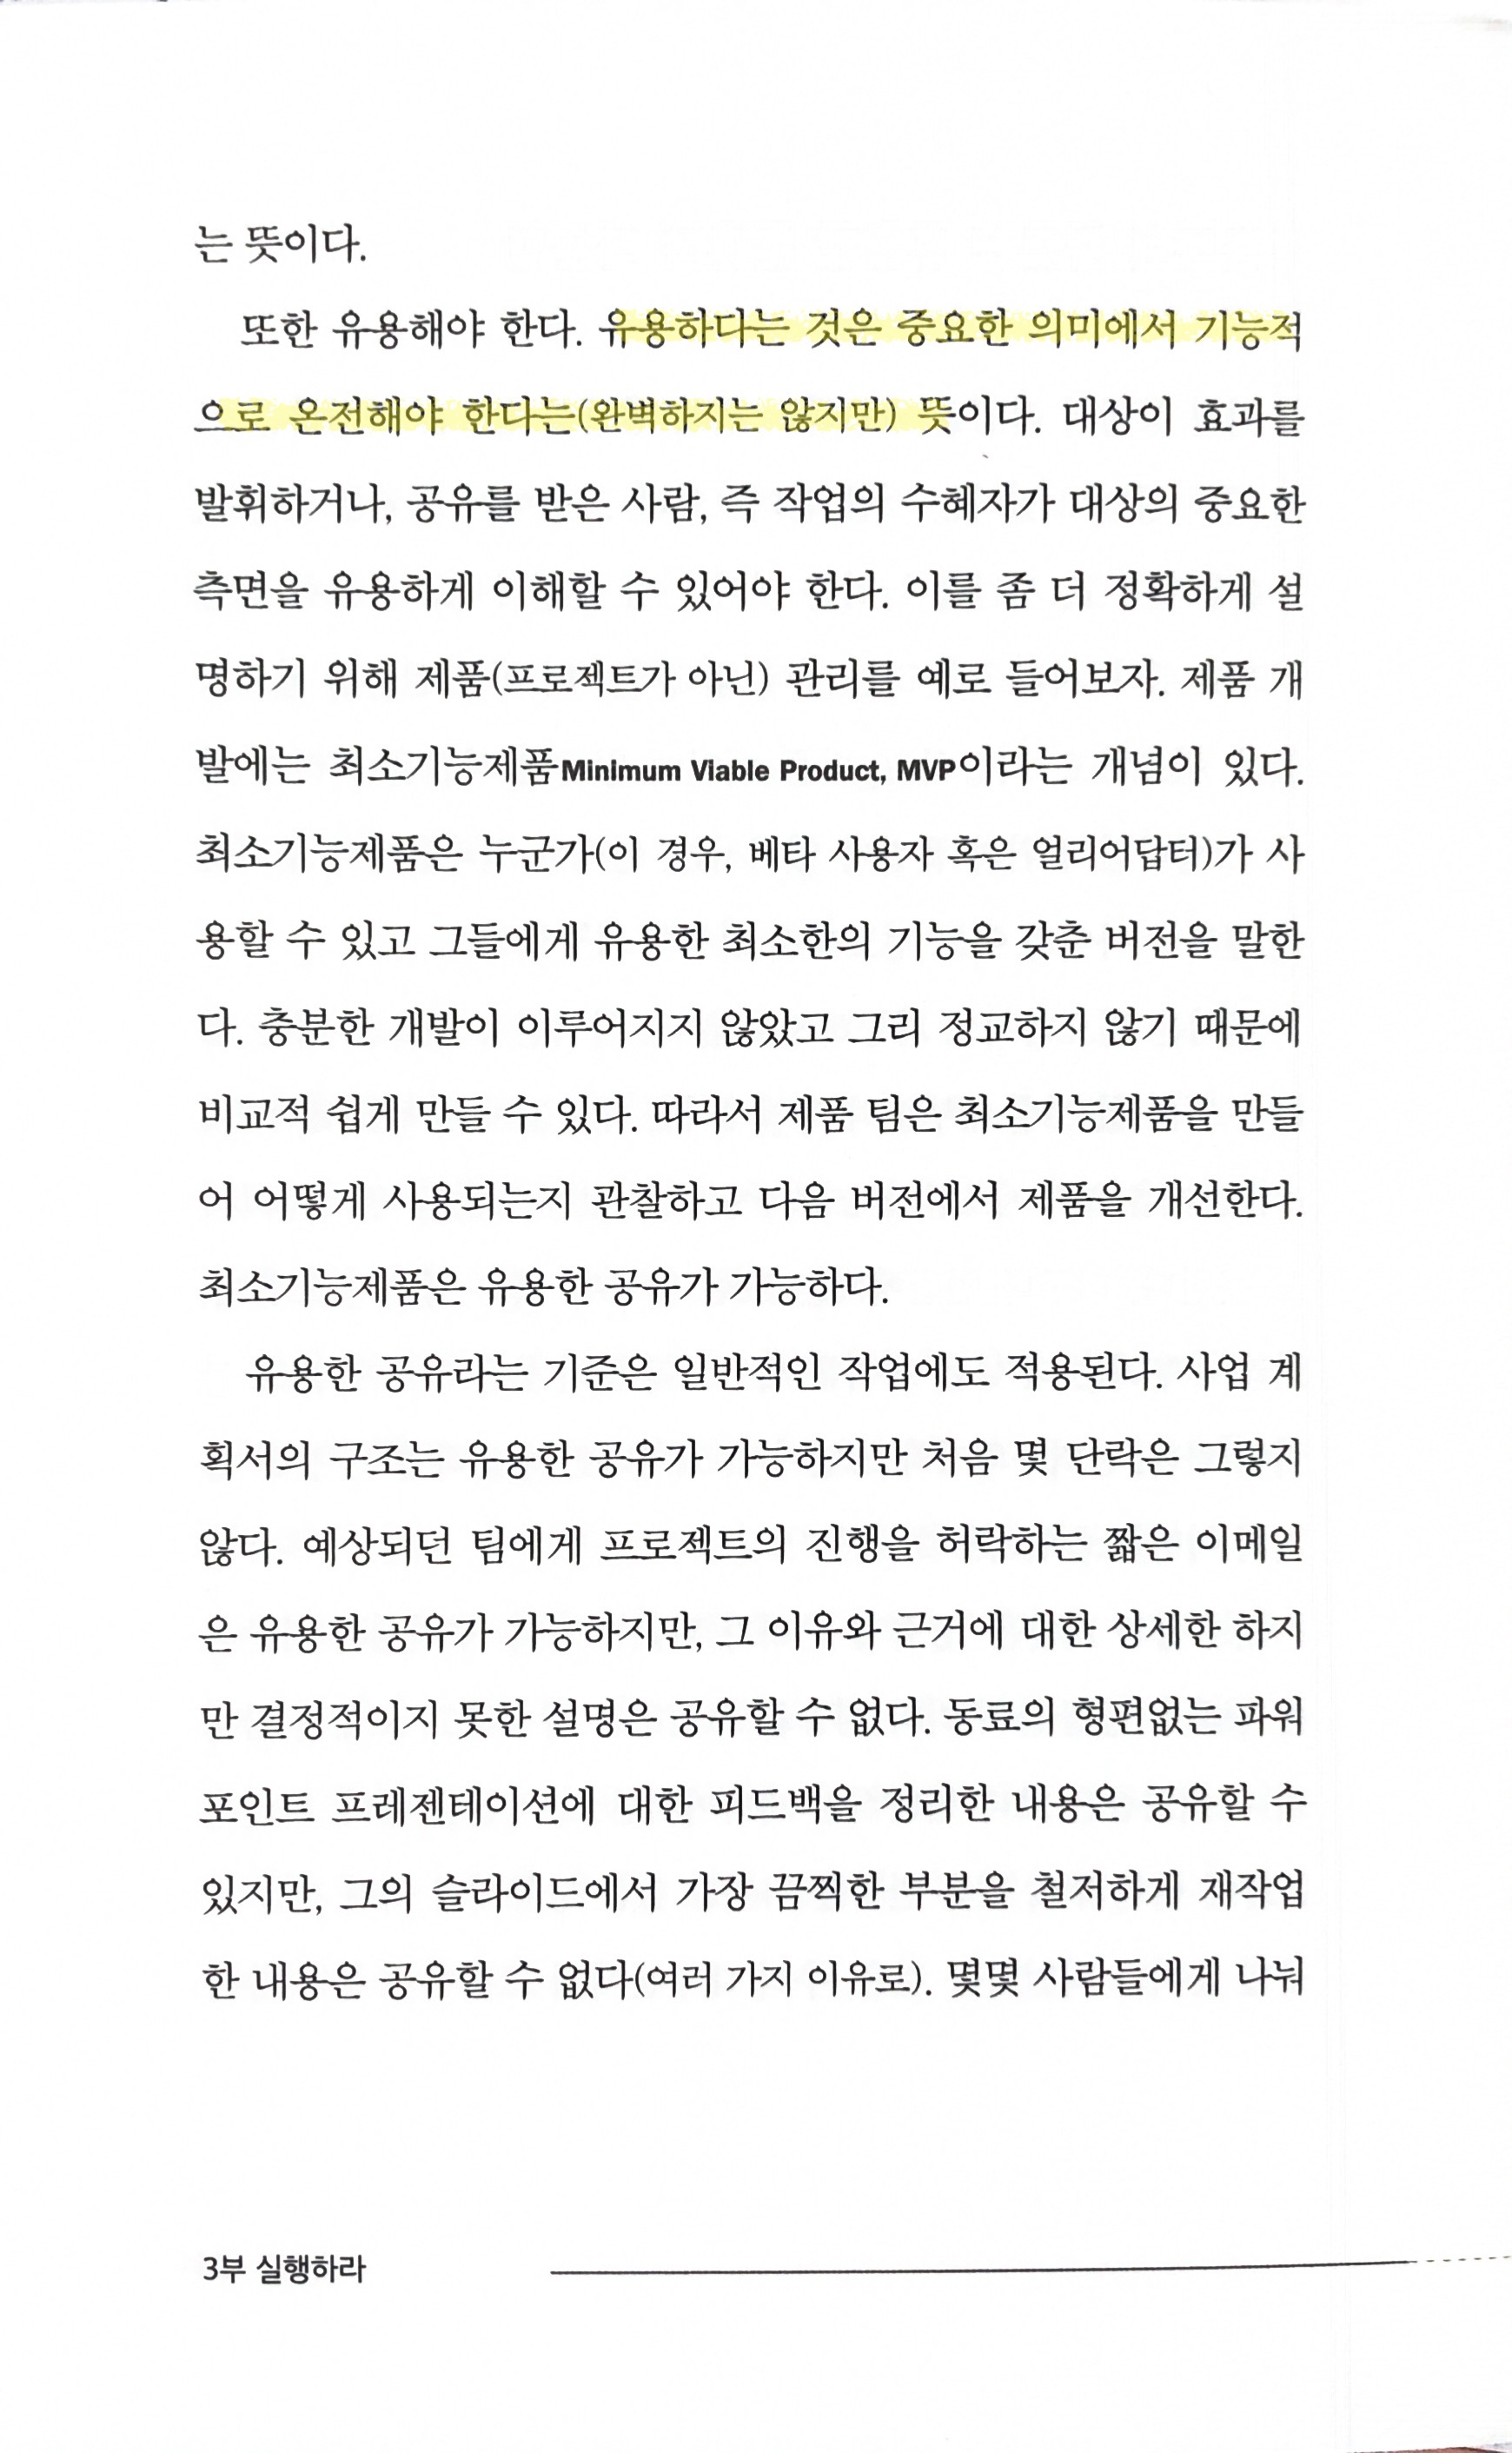 는 뜻이다.
또한 유용해야 한다. 유용하다는 것은 중요한 의미에서 기능적
으로 온전해야 한다는(완벽하지는 않지만) 뜻이다. 대상이 효과를
발휘하거나, 공유를 받은 사람, 즉 작업의 수혜자가 대상의 중요한
측면을 유용하게 이해할 수 있어야 한다. 이를 좀 더 정확하게 설
명하기 위해 제품(프로젝트가 아닌) 관리를 예로 들어보자. 제품 개
발에는 최소기능제품Minimum Viable Product, MVP이라는 개념이 있다.
최소기능제품은 누군가(이 경우, 베타 사용자 혹은 얼리어답터)가 사
용할 수 있고 그들에게 유용한 최소한의 기능을 갖춘 버전을 말한
다. 충분한 개발이 이루어지지 않았고 그리 정교하지 않기 때문에
비교적 쉽게 만들 수 있다. 따라서 제품 팀은 최소기능제품을 만들
어 어떻게 사용되는지 관찰하고 다음 버전에서 제품을 개선한다.
최소기능제품은 유용한 공유가 가능하다.
유용한 공유라는 기준은 일반적인 작업에도 적용된다. 사업 계
획서의 구조는 유용한 공유가 가능하지만 처음 몇 단락은 그렇지
않다. 예상되던 팀에게 프로젝트의 진행을 허락하는 짧은 이메일
은 유용한 공유가 가능하지만, 그 이유와 근거에 대한 상세한 하지
만 결정적이지 못한 설명은 공유할 수 없다. 동료의 형편없는 파워
포인트 프레젠테이션에 대한 피드백을 정리한 내용은 공유할 수
있지만, 그의 슬라이드에서 가장 끔찍한 부분을 철저하게 재작업
한 내용은 공유할 수 없다(여러 가지 이유로). 몇몇 사람들에게 나눠
3부 실행하라